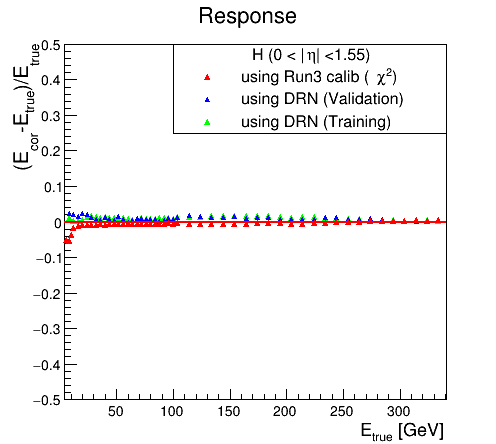 Response
(E_cor -E_true)/E_true
H (0 < |η| <1.55)
using Run3 calib ( χ²)
using DRN (Validation)
using DRN (Training)
0.5
0.4
0.3
0.2
0.1
0
−0.1
−0.2
−0.3
−0.4
−0.5
50 100 150 200 250 300
E_true [GeV]